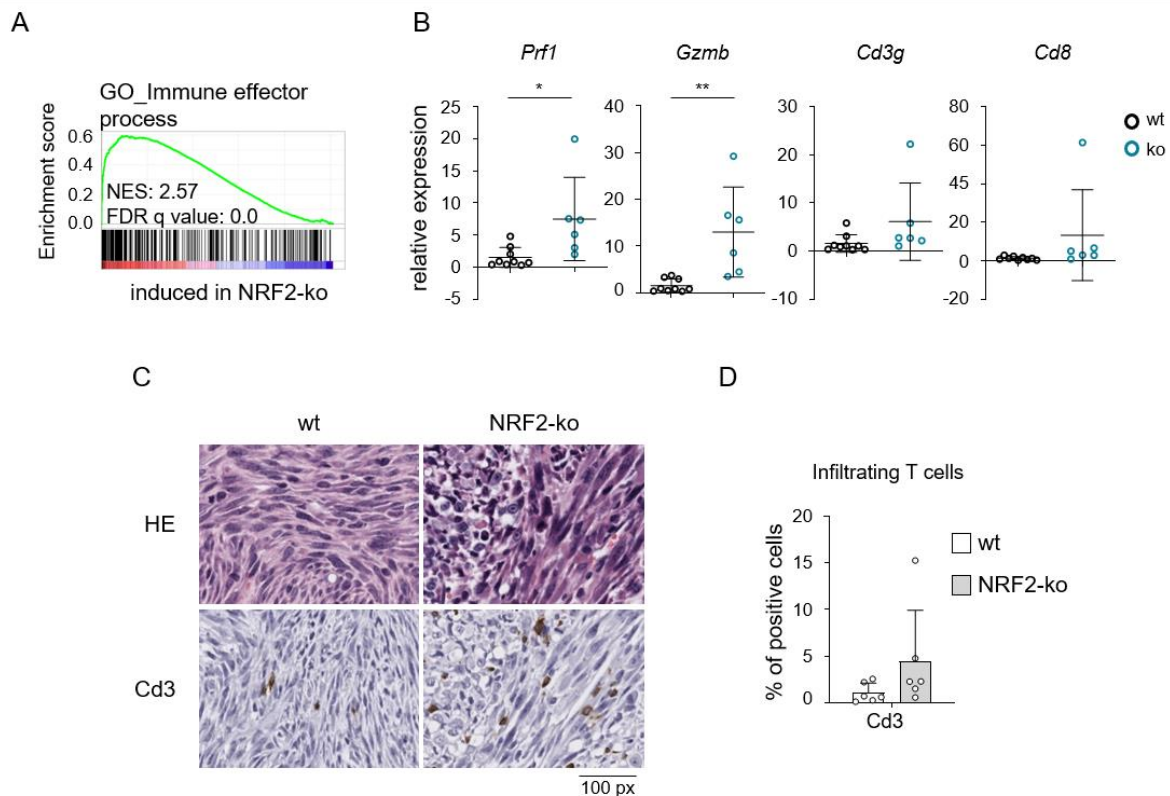 A
GO_Immune effector
process
Enrichment score
0.6
0.4
0.2
0.0
NES: 2.57
FDR q value: 0.0
induced in NRF2-ko
B
Prf1
Gzmb
Cd3g
Cd8
relative expression
*
25
20
15
10
5
0
-5
**
40
30
20
10
0
30
20
10
0
-10
80
60
45
20
0
-20
wt
ko
C
wt
NRF2-ko
HE
Cd3
100 px
D
Infiltrating T cells
% of positive cells
20
15
10
5
0
Cd3
wt
NRF2-ko